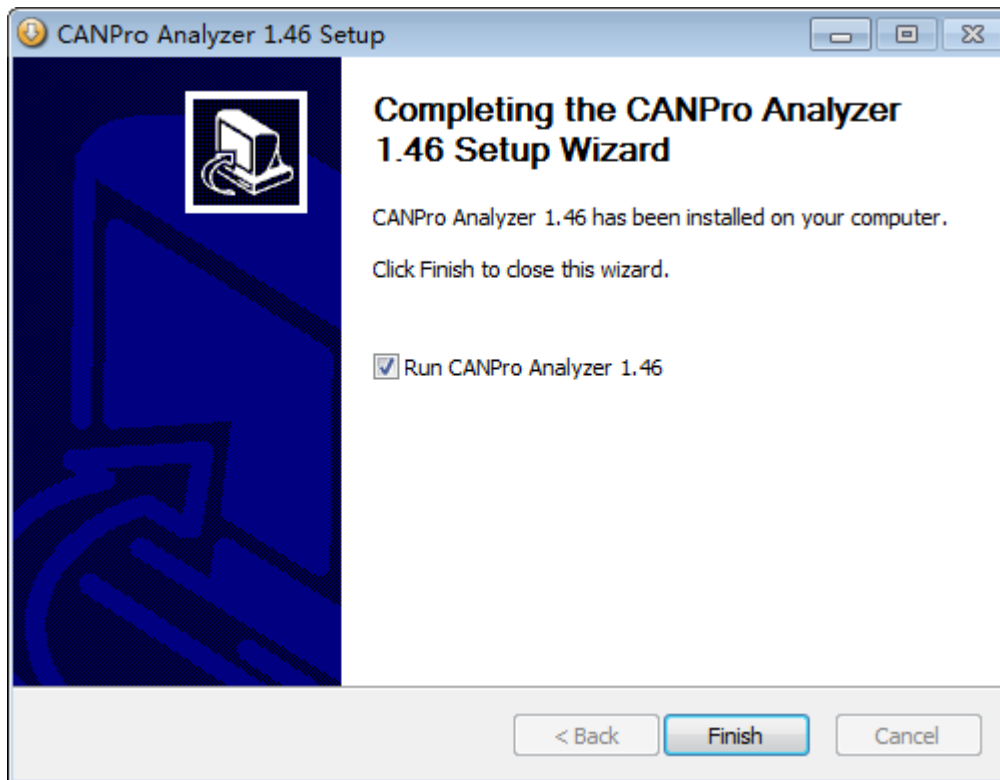 CANPro Analyzer 1.46 Setup
Completing the CANPro Analyzer
1.46 Setup Wizard
CANPro Analyzer 1.46 has been installed on your computer.
Click Finish to close this wizard.
Run CANPro Analyzer 1.46
< Back Finish Cancel